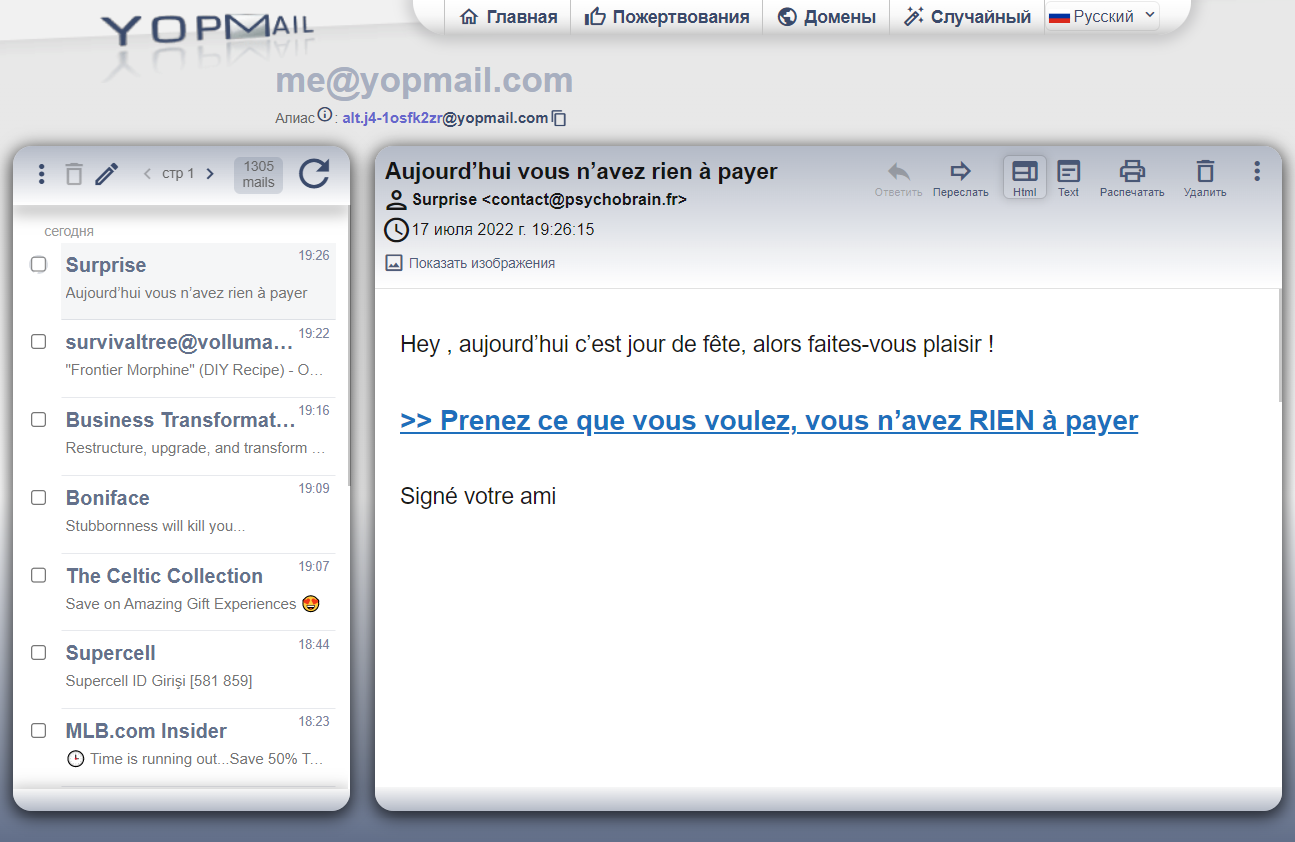 YOPMAIL
Главная Пожертвования Домены Случайный Русский
me@yopmail.com
Алиас : alt.j4-1osfk2zr@yopmail.com
стр 1 1305 mails
сегодня
19:26
Surprise
Aujourd’hui vous n’avez rien à payer
19:22
survivaltree@volluma…
"Frontier Morphine" (DIY Recipe) - O…
19:16
Business Transformat…
Restructure, upgrade, and transform …
19:09
Boniface
Stubbornness will kill you...
19:07
The Celtic Collection
Save on Amazing Gift Experiences 😍
18:44
Supercell
Supercell ID Girişi [581 859]
18:23
MLB.com Insider
🕒 Time is running out...Save 50% T…
Aujourd’hui vous n’avez rien à payer
Surprise <contact@psychobrain.fr>
17 июля 2022 г. 19:26:15
Показать изображения
Ответить Переслать Html Text Распечатать Удалить
Hey , aujourd’hui c’est jour de fête, alors faites-vous plaisir !
>> Prenez ce que vous voulez, vous n’avez RIEN à payer
Signé votre ami